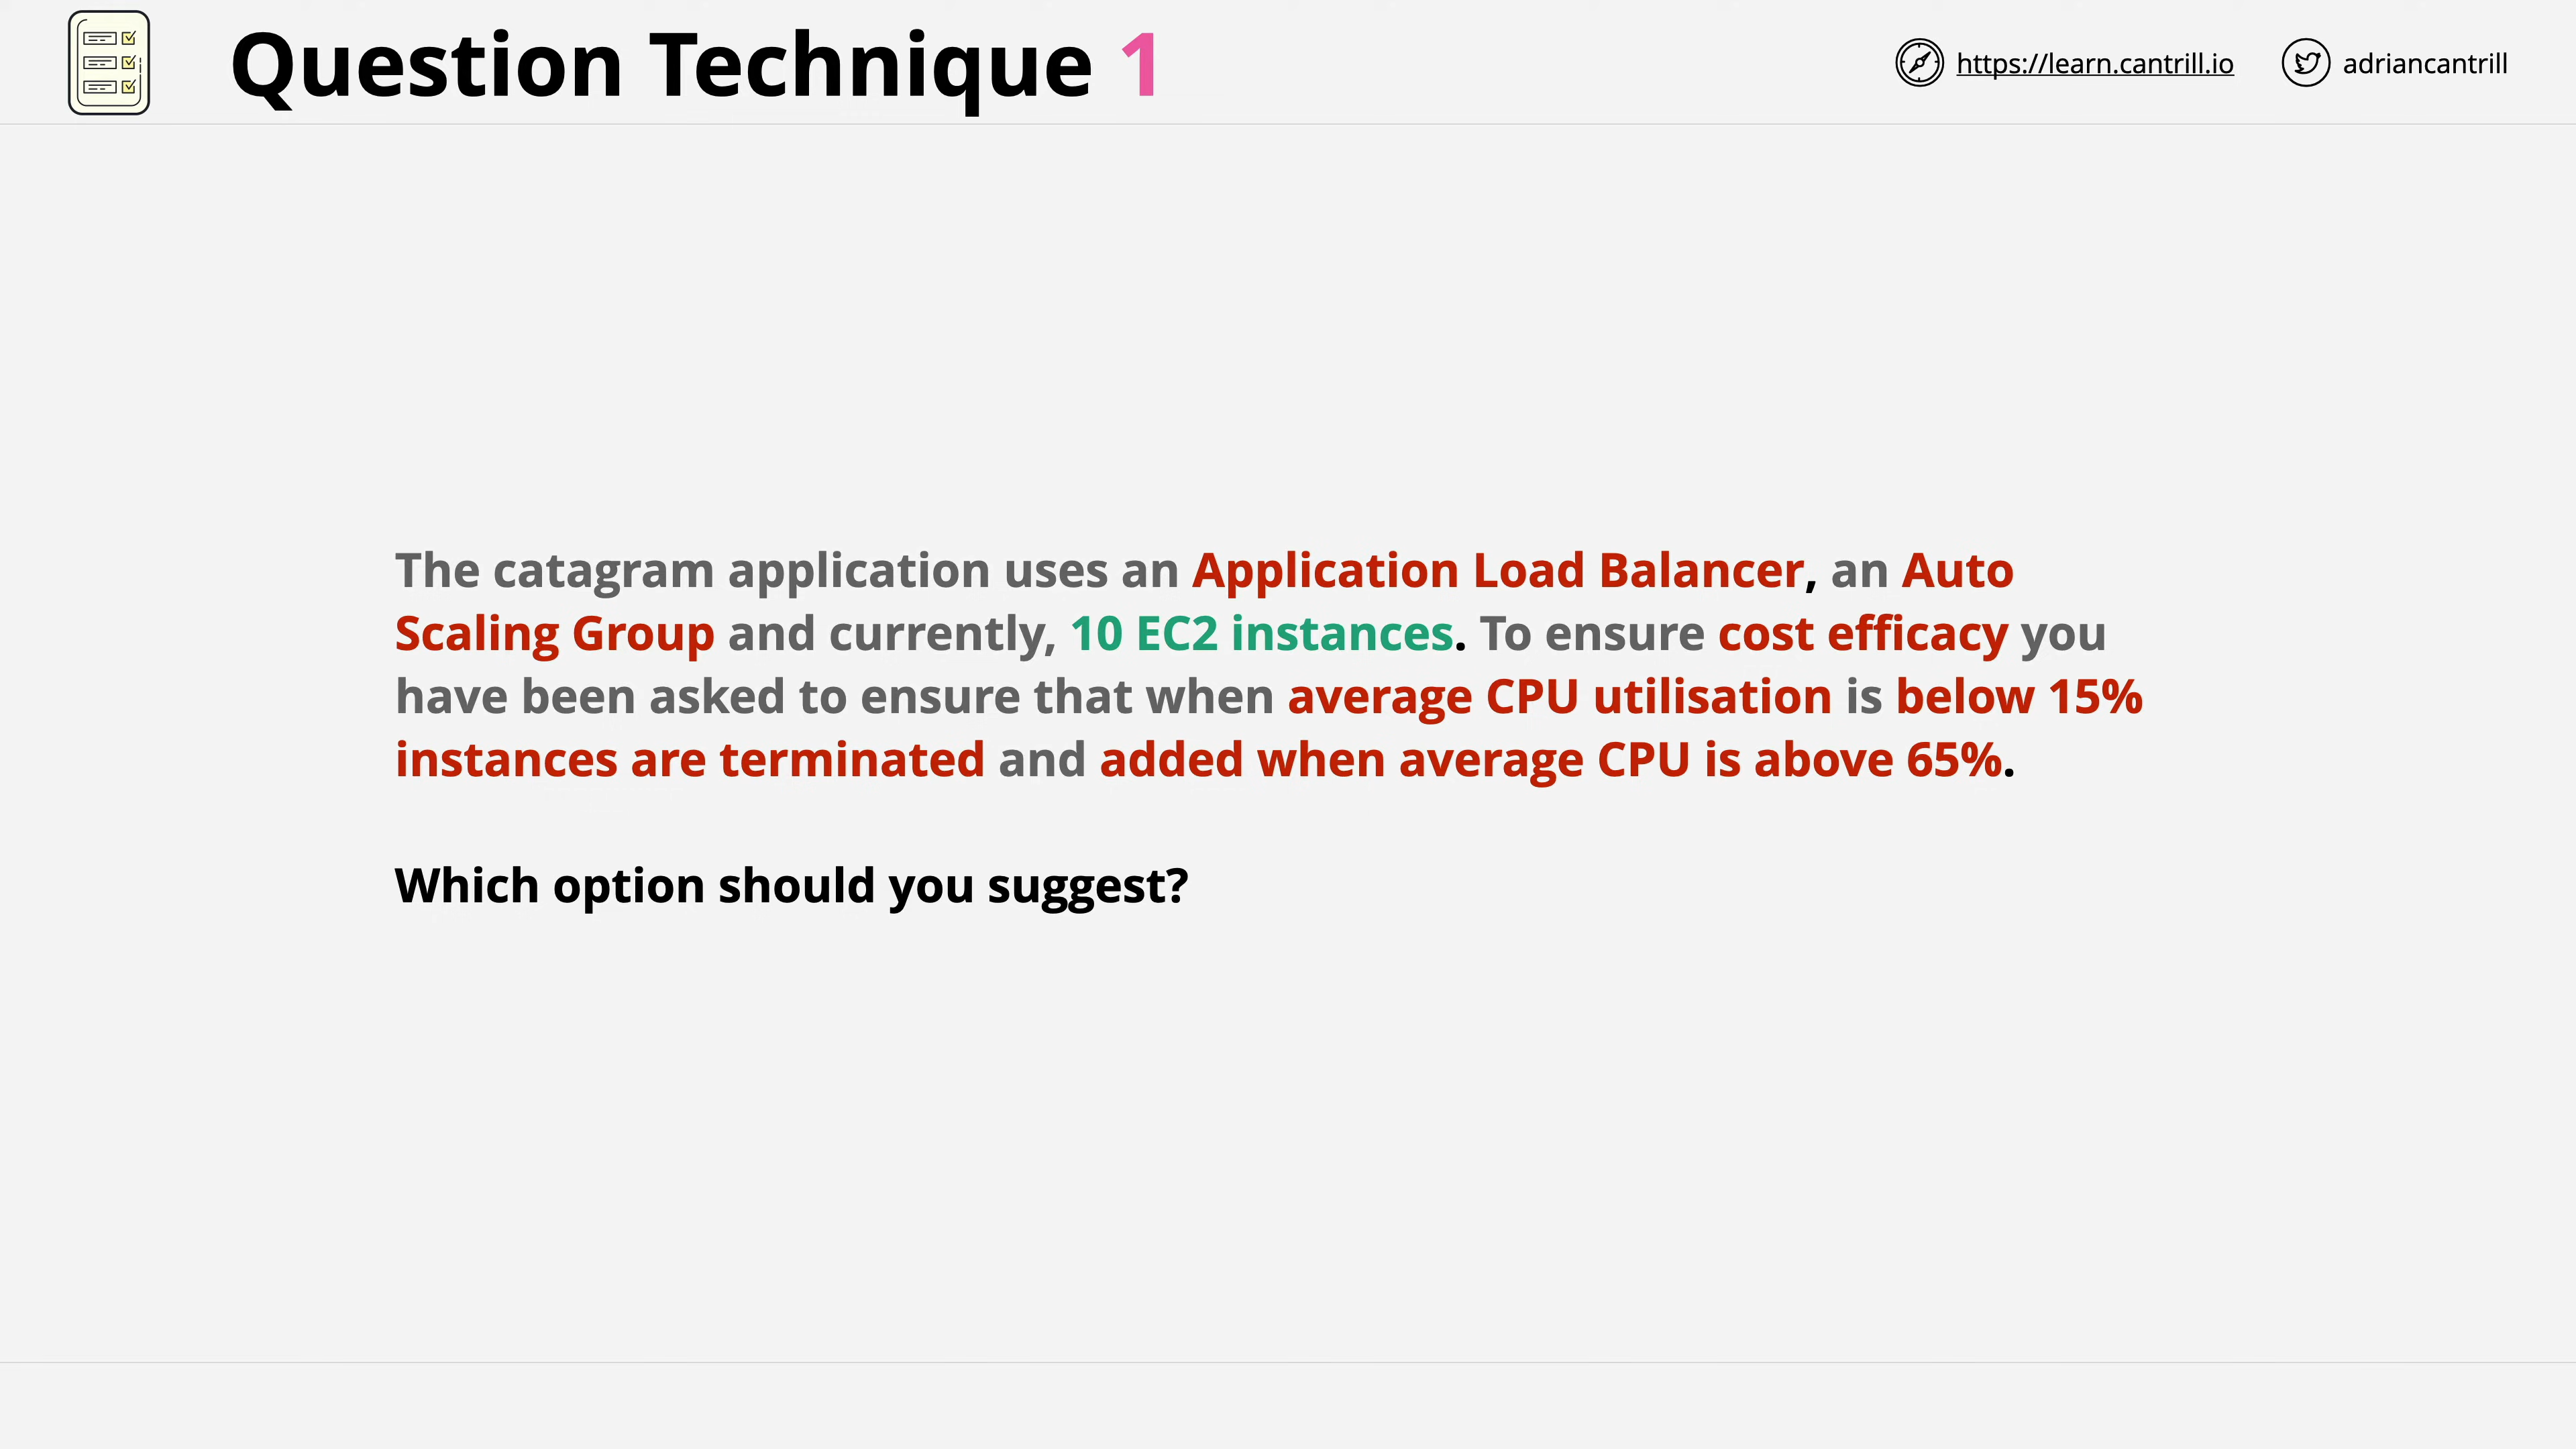 Question Technique 1
https://learn.cantrill.io
adriancantrill
The catagram application uses an Application Load Balancer, an Auto
Scaling Group and currently, 10 EC2 instances. To ensure cost efficacy you
have been asked to ensure that when average CPU utilisation is below 15%
instances are terminated and added when average CPU is above 65%.
Which option should you suggest?